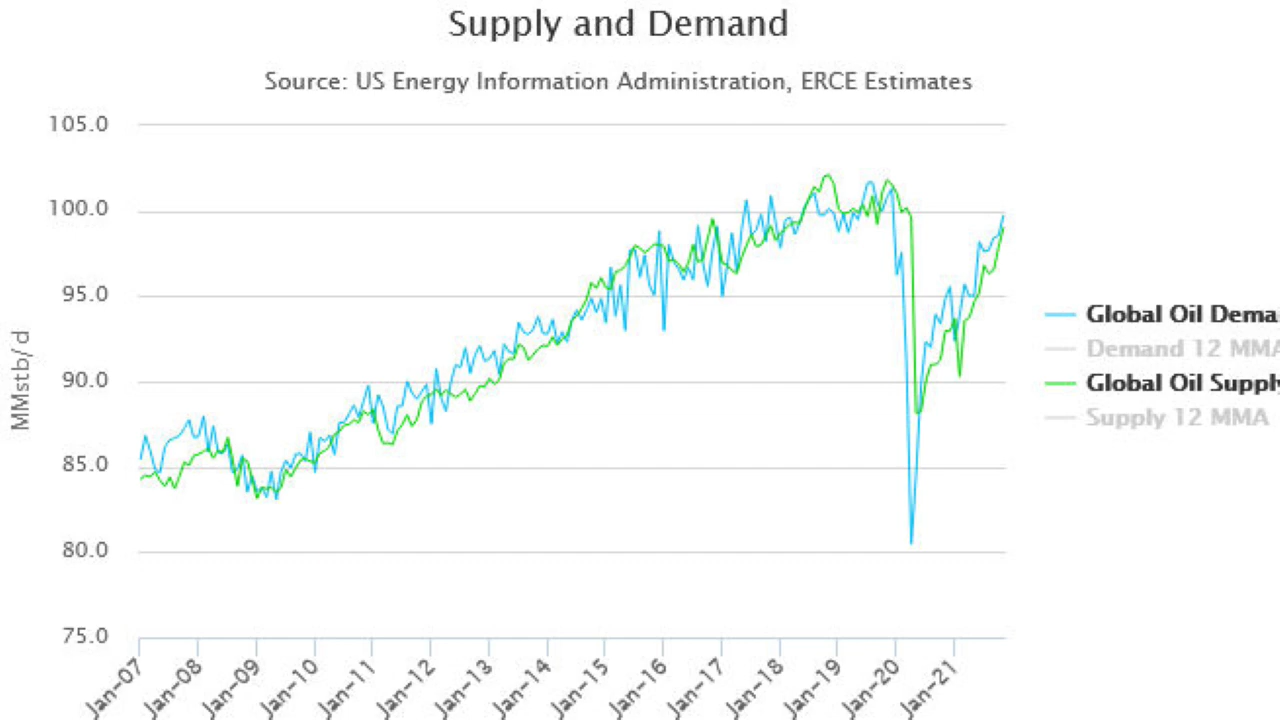 Supply and Demand
Source: US Energy Information Administration, ERCE Estimates
105.0
100.0
95.0
90.0
85.0
80.0
75.0
MMstb/d
Jan-07
Jan-08
Jan-09
Jan-10
Jan-11
Jan-12
Jan-13
Jan-14
Jan-15
Jan-16
Jan-17
Jan-18
Jan-19
Jan-20
Jan-21
Global Oil Dema
Demand 12 MMA
Global Oil Supply
Supply 12 MMA